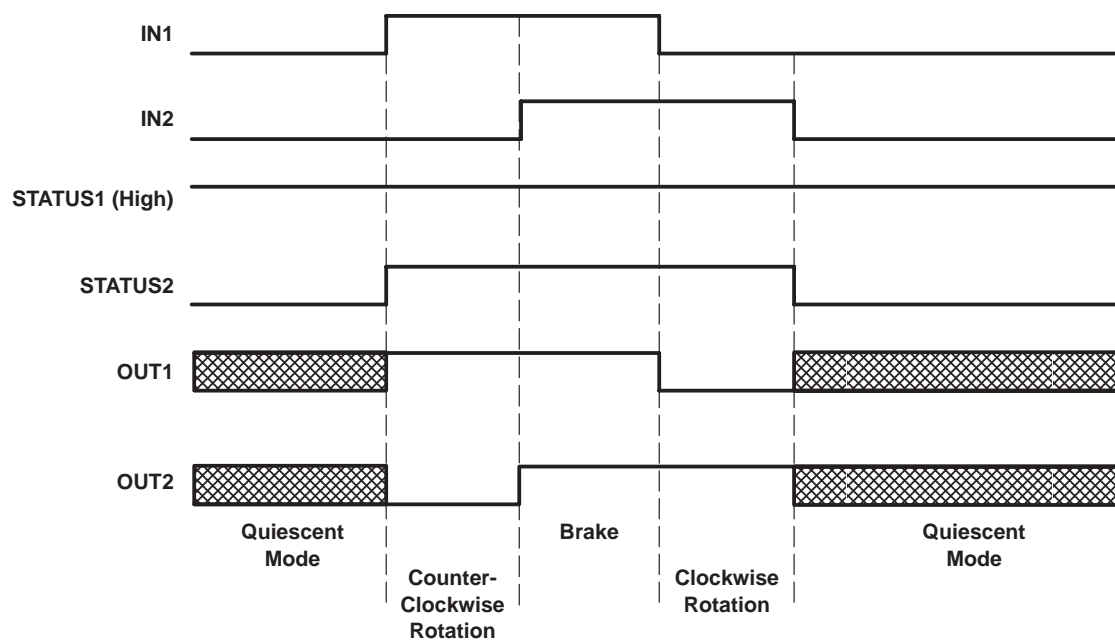 IN1
IN2
STATUS1 (High)
STATUS2
OUT1
OUT2
Quiescent
Mode
Counter-
Clockwise
Rotation
Brake
Clockwise
Rotation
Quiescent
Mode